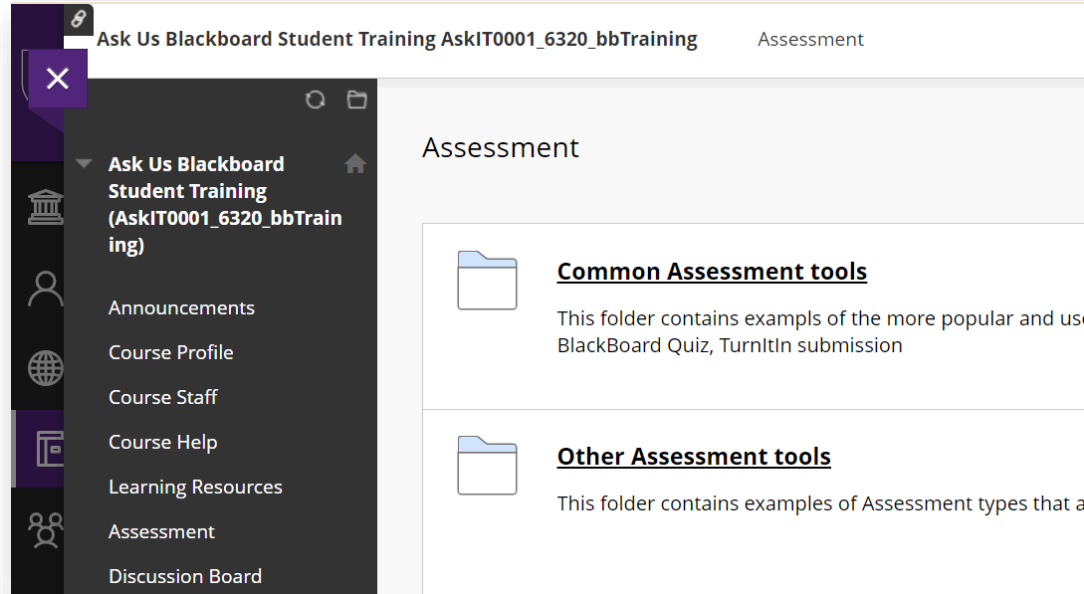 Ask Us Blackboard Student Training AskIT0001_6320_bbTraining Assessment
Ask Us Blackboard
Student Training
(AskIT0001_6320_bbTrain
ing)
Announcements
Course Profile
Course Staff
Course Help
Learning Resources
Assessment
Discussion Board
Assessment
Common Assessment tools
This folder contains exampls of the more popular and
BlackBoard Quiz, TurnItIn submission
Other Assessment tools
This folder contains examples of Assessment types that